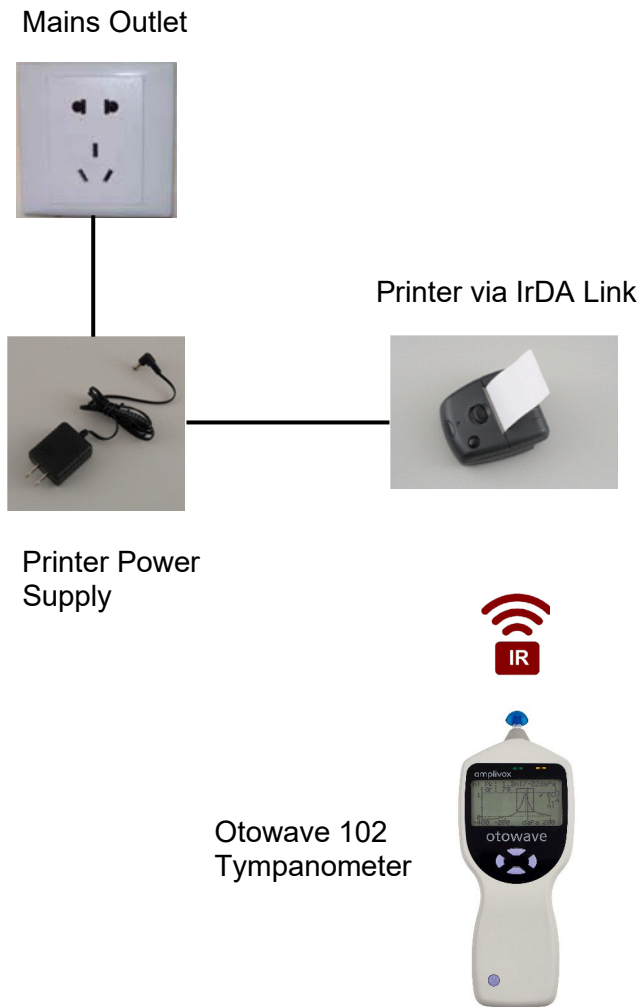 Mains Outlet
Printer via IrDA Link
Printer Power
Supply
IR
amplivox
otowave
Otowave 102
Tympanometer